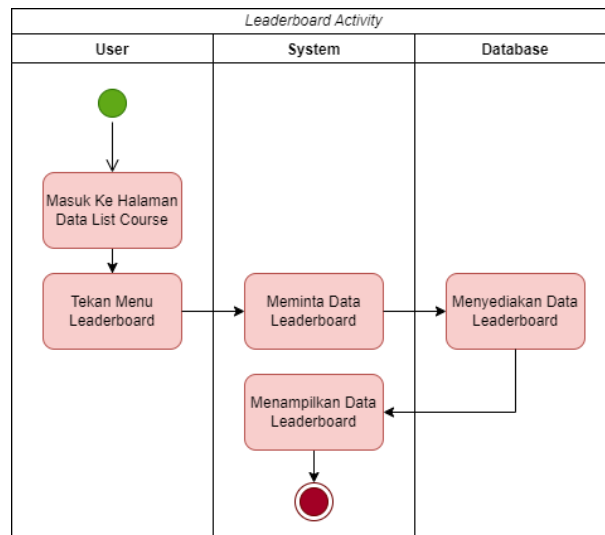 Leaderboard Activity
User
System
Database
Masuk Ke Halaman
Data List Course
Tekan Menu
Leaderboard
Meminta Data
Leaderboard
Menyediakan Data
Leaderboard
Menampilkan Data
Leaderboard